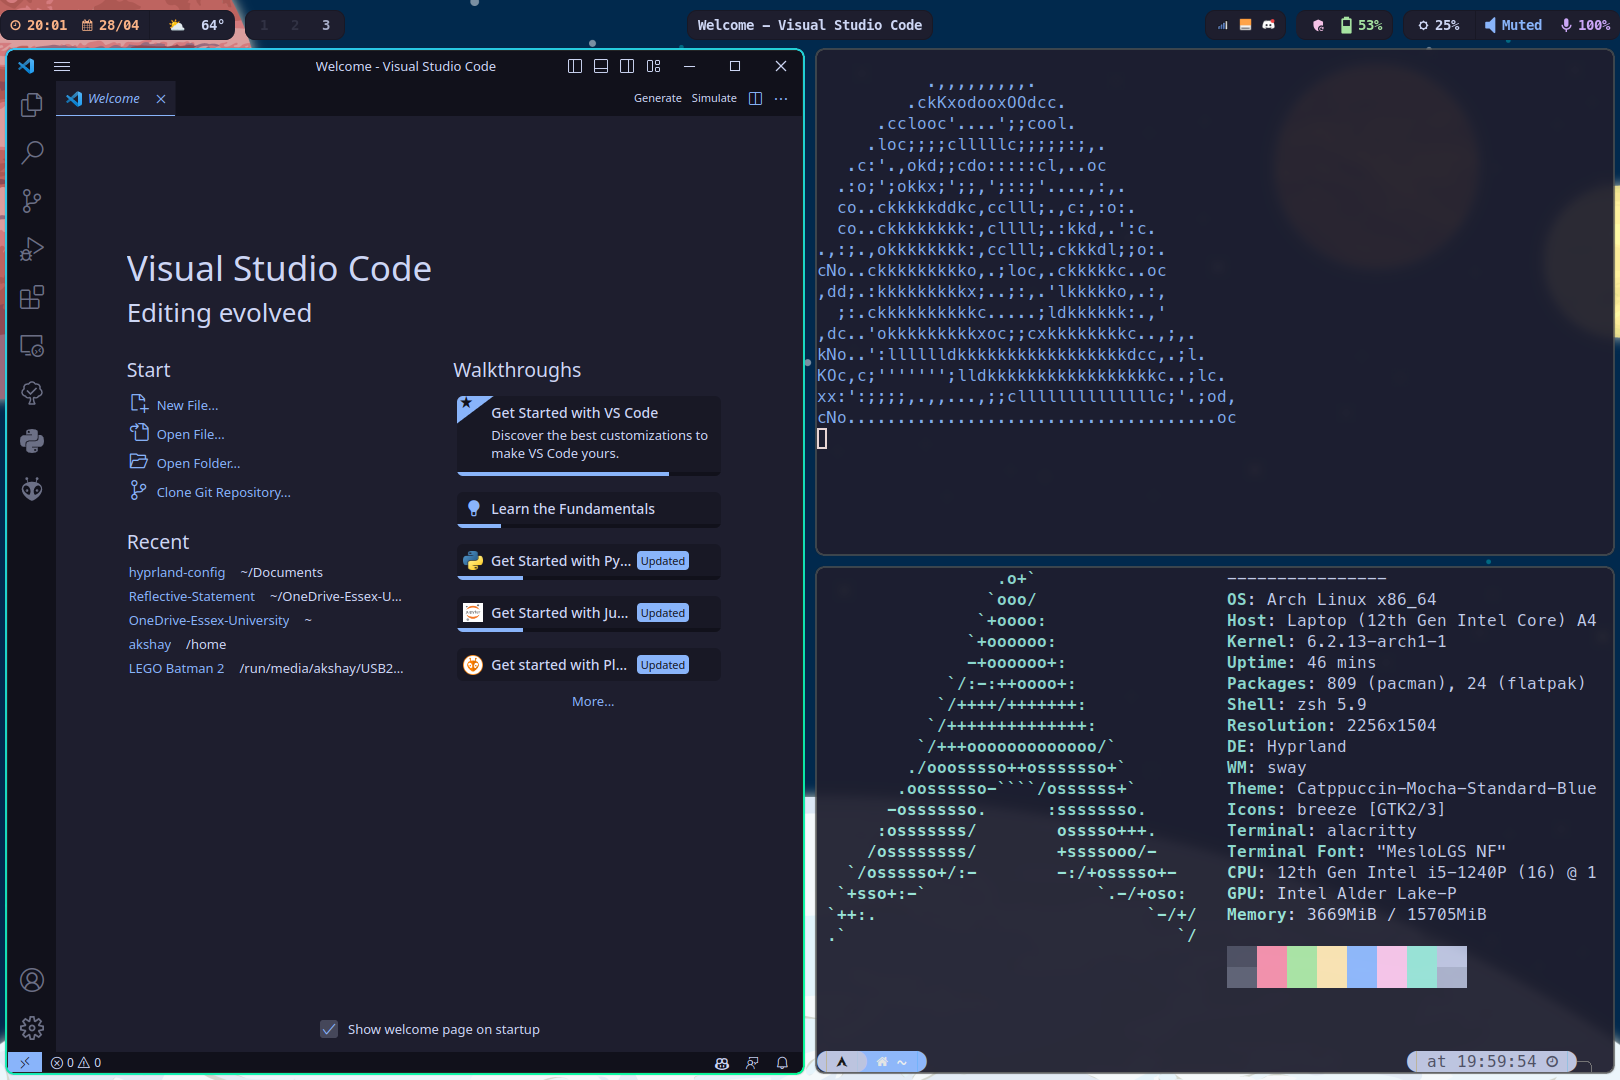 20:01 28/04 64° 1 2 3
Welcome – Visual Studio Code
53% 25% Muted 100%
Welcome - Visual Studio Code
Welcome
Generate Simulate
Visual Studio Code
Editing evolved
Start
New File...
Open File...
Open Folder...
Clone Git Repository...
Recent
hyprland-config ~/Documents
Reflective-Statement ~/OneDrive-Essex-U...
OneDrive-Essex-University ~
akshay /home
LEGO Batman 2 /run/media/akshay/USB2...
Walkthroughs
Get Started with VS Code
Discover the best customizations to
make VS Code yours.
Learn the Fundamentals
Get Started with Py... Updated
Get Started with Ju... Updated
Get started with Pl... Updated
More...
Show welcome page on startup
0 0
.,,,,,,,,,.
.ckKxodooxOOdcc.
.cclooc'....';;cool.
.loc;;;;clllllc;;;;;:;,.
.c:'.,okd;;cdo:::::cl,..oc
.:o;';okkx;';;,';::;'....,:,.
co..ckkkkkddkc,cclll;.,c:,:o:.
co..ckkkkkkkk:,cllll;.:kkd,.':c.
.,:;.,okkkkkkkk:,cclll;.ckkkdl;;o:.
cNo..ckkkkkkkkko,.;loc,.ckkkkkc..oc
,dd;.:kkkkkkkkkx;..;:,.'lkkkkko,.:,
;:.ckkkkkkkkkkc.....;ldkkkkkk:.,'
,dc..'okkkkkkkkkxoc;;cxkkkkkkkkc..,;,.
kNo..':lllllldkkkkkkkkkkkkkkkkkdcc,.;l.
KOc,c;''''''';lldkkkkkkkkkkkkkkkkc..;lc.
xx:':;;;;,.,,...,;;cllllllllllllllc;'.;od,
cNo.....................................oc
.o+`
`ooo/
`+oooo:
`+oooooo:
-+oooooo+:
`/:-:++oooo+:
`/++++/+++++++:
`/++++++++++++++:
`/+++ooooooooooooo/`
./ooosssso++osssssso+`
.oossssso-````/ossssss+`
-osssssso.      :ssssssso.
:osssssss/        osssso+++.
/ossssssss/        +ssssooo/-
`/ossssso+/:-        -:/+osssso+-
`+sso+:-`                 `.-/+oso:
`++:.                           `-/+/
.`                                 `/
----------------
OS: Arch Linux x86_64
Host: Laptop (12th Gen Intel Core) A4
Kernel: 6.2.13-arch1-1
Uptime: 46 mins
Packages: 809 (pacman), 24 (flatpak)
Shell: zsh 5.9
Resolution: 2256x1504
DE: Hyprland
WM: sway
Theme: Catppuccin-Mocha-Standard-Blue
Icons: breeze [GTK2/3]
Terminal: alacritty
Terminal Font: "MesloLGS NF"
CPU: 12th Gen Intel i5-1240P (16) @ 1
GPU: Intel Alder Lake-P
Memory: 3669MiB / 15705MiB
~
at 19:59:54